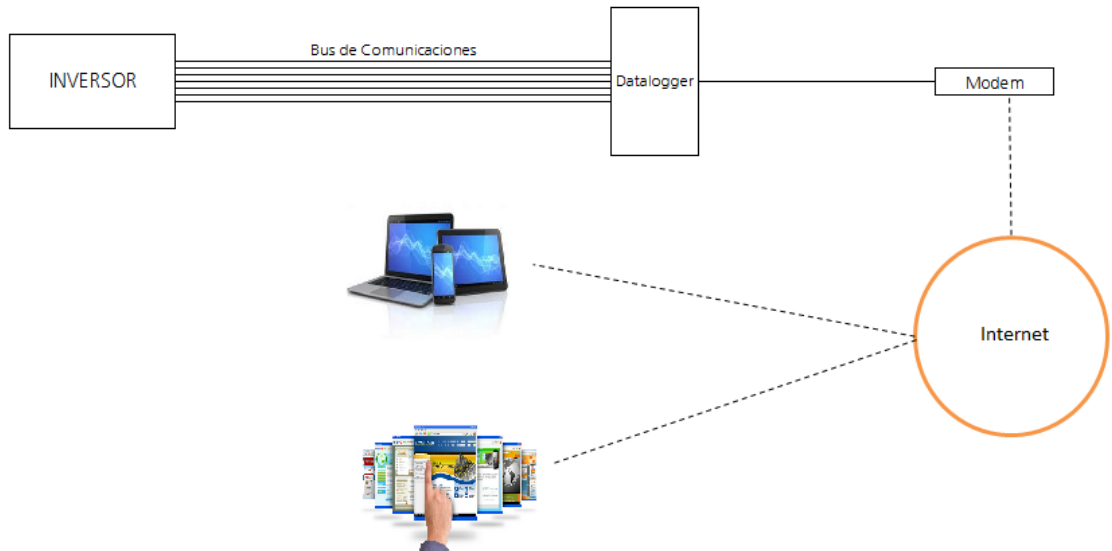 Bus de Comunicaciones
INVERSOR
Datalogger
Modem
Internet